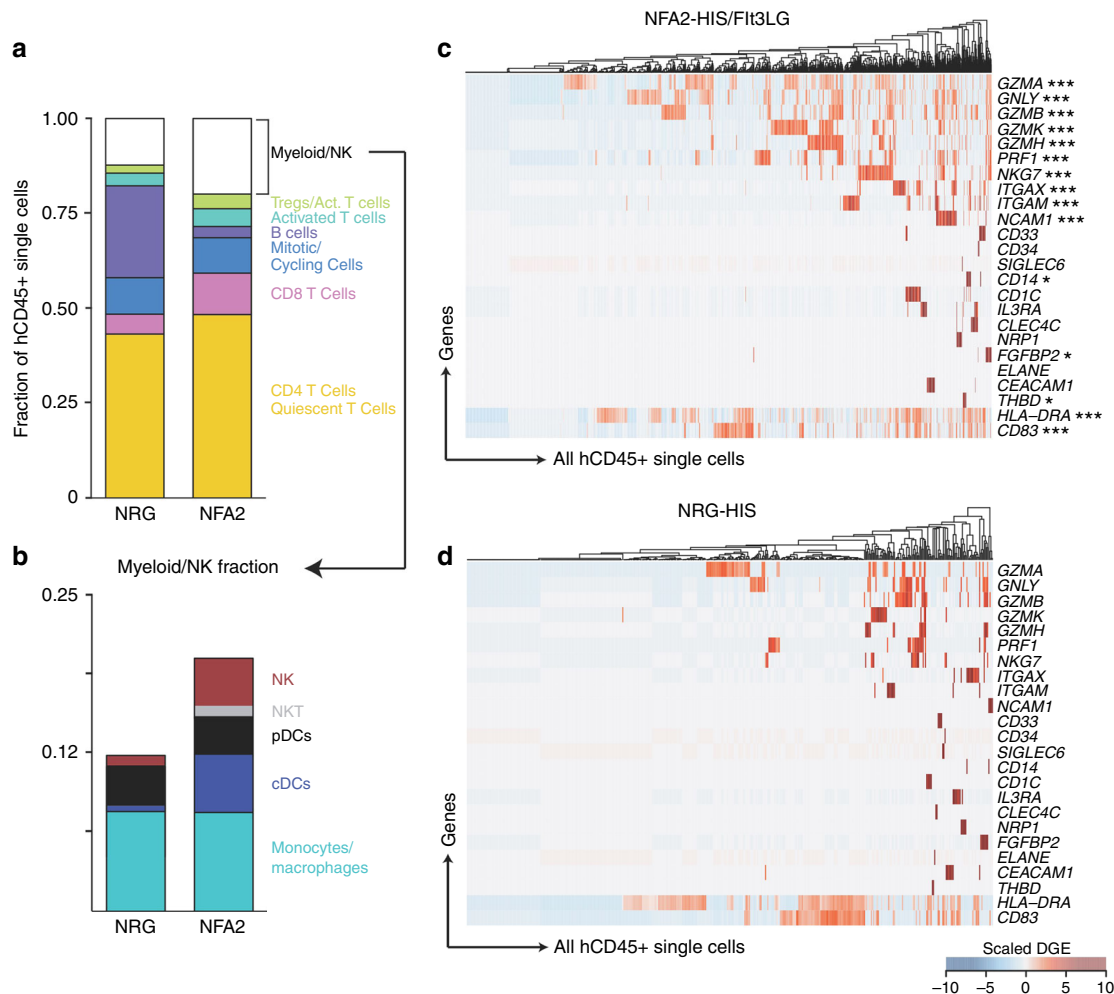 a
Fraction of hCD45+ single cells
1.00
0.75
0.50
0.25
0
NRG
NFA2
Myeloid/NK
Tregs/Act. T cells
Activated T cells
B cells
Mitotic/
Cycling Cells
CD8 T Cells
CD4 T Cells
Quiescent T Cells
b
Myeloid/NK fraction
0.25
0.12
NRG
NFA2
NK
NKT
pDCs
cDCs
Monocytes/
macrophages
c
NFA2-HIS/Flt3LG
GZMA ***
GNLY ***
GZMB ***
GZMK ***
GZMH ***
PRF1 ***
NKG7 ***
ITGAX ***
ITGAM ***
NCAM1 ***
CD33
CD34
SIGLEC6
CD14 *
CD1C
IL3RA
CLEC4C
NRP1
FGFBP2 *
ELANE
CEACAM1
THBD *
HLA–DRA ***
CD83 ***
Genes
All hCD45+ single cells
d
NRG-HIS
GZMA
GNLY
GZMB
GZMK
GZMH
PRF1
NKG7
ITGAX
ITGAM
NCAM1
CD33
CD34
SIGLEC6
CD14
CD1C
IL3RA
CLEC4C
NRP1
FGFBP2
ELANE
CEACAM1
THBD
HLA–DRA
CD83
Genes
All hCD45+ single cells
Scaled DGE
−10 −5 0 5 10